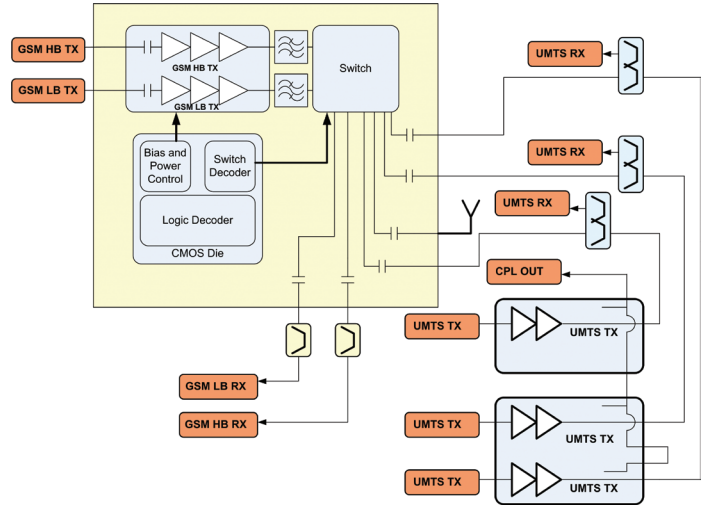 GSM HB TX
GSM LB TX
GSM HB TX
GSM LB TX
Switch
Bias and
Power
Control
Switch
Decoder
Logic Decoder
CMOS Die
UMTS RX
UMTS RX
UMTS RX
CPL OUT
UMTS TX
UMTS TX
GSM LB RX
GSM HB RX
UMTS TX
UMTS TX
UMTS TX
UMTS TX